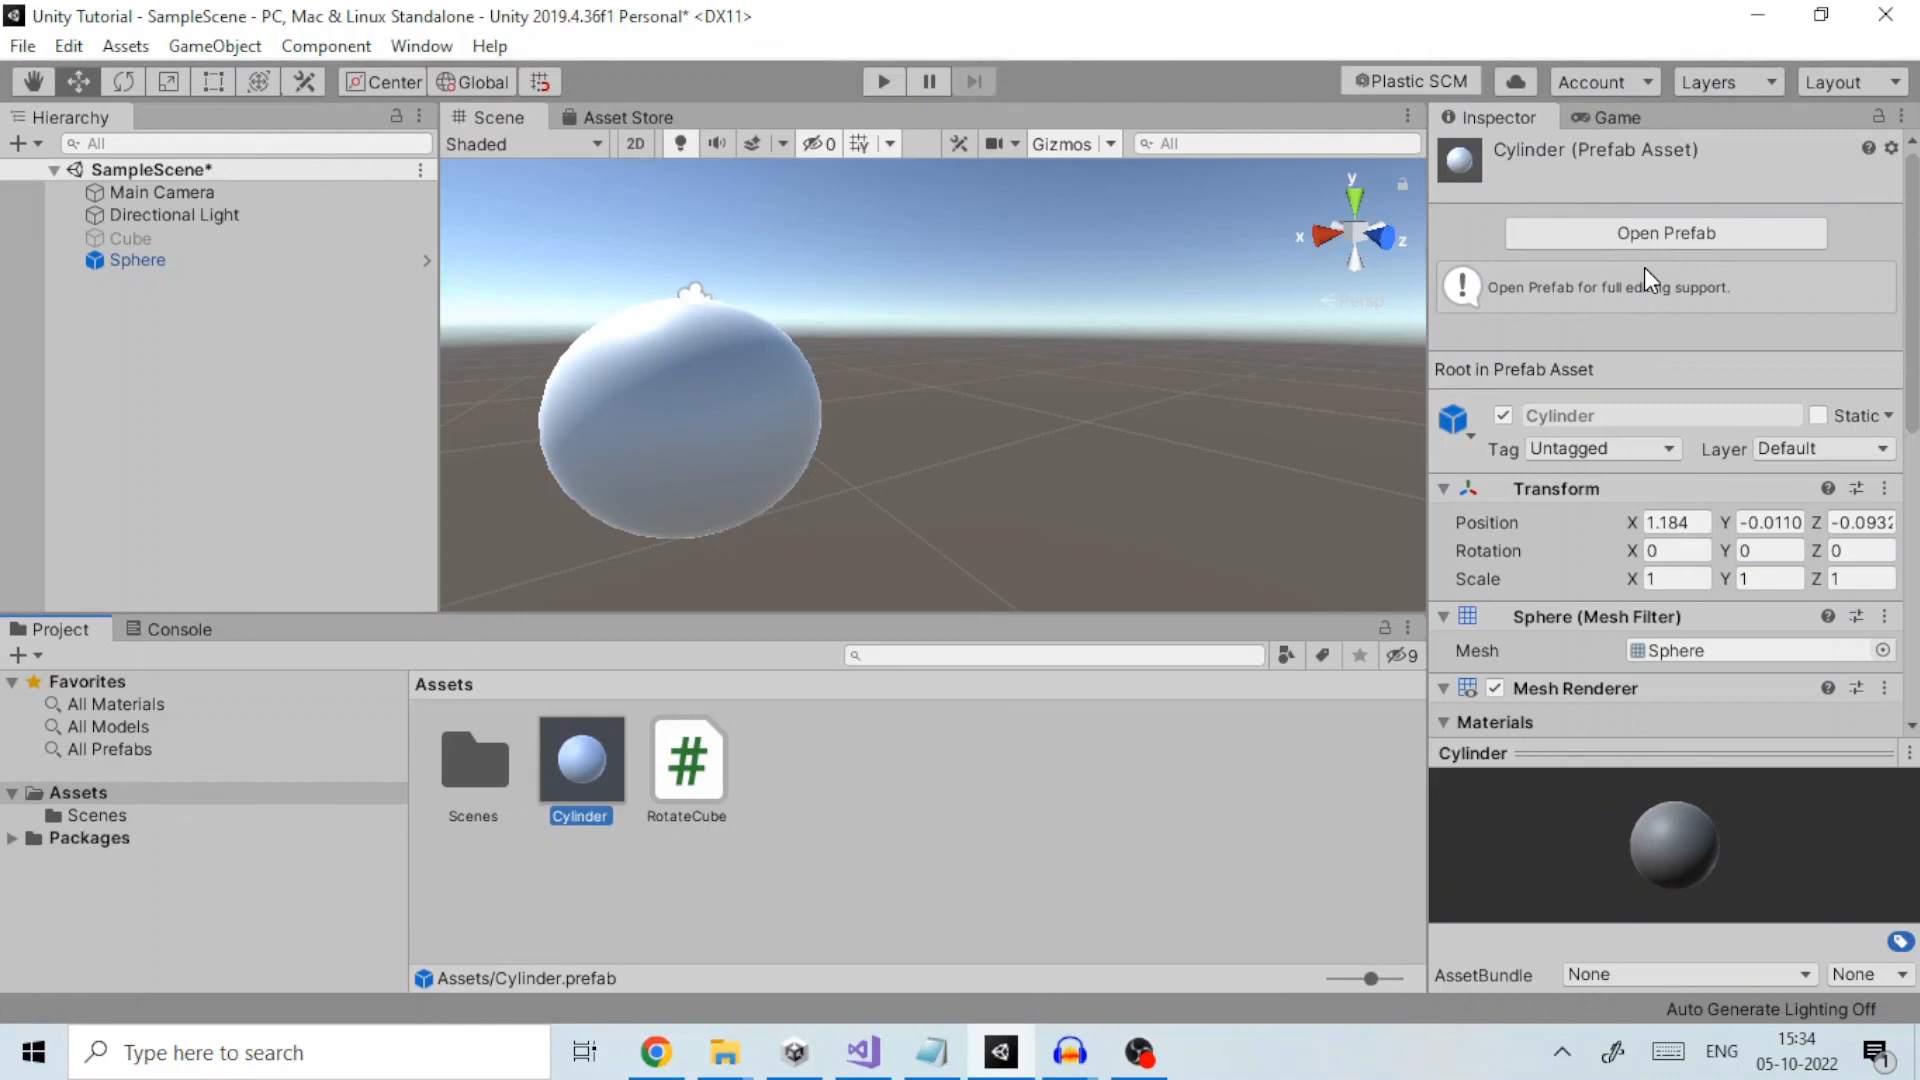 Unity Tutorial - SampleScene - PC, Mac & Linux Standalone - Unity 2019.4.36f1 Personal* <DX11>
File Edit Assets GameObject Component Window Help
Center Global Plastic SCM Account Layers Layout
Hierarchy Scene Asset Store Inspector Game
All Shaded 2D 0 Gizmos All
SampleScene*
Main Camera
Directional Light
Cube
Sphere
y
x z
Persp
Cylinder (Prefab Asset)
Open Prefab
Open Prefab for full editing support.
Root in Prefab Asset
Cylinder Static
Tag Untagged Layer Default
Transform
Position X 1.184 Y -0.0110 Z -0.0932
Rotation X 0 Y 0 Z 0
Scale X 1 Y 1 Z 1
Sphere (Mesh Filter)
Mesh Sphere
Mesh Renderer
Materials
Cylinder
AssetBundle None None
Project Console
9
Favorites
All Materials
All Models
All Prefabs
Assets
Scenes
Packages
Assets
Scenes Cylinder RotateCube
#
Assets/Cylinder.prefab
Auto Generate Lighting Off
Type here to search
ENG
15:34
05-10-2022
1